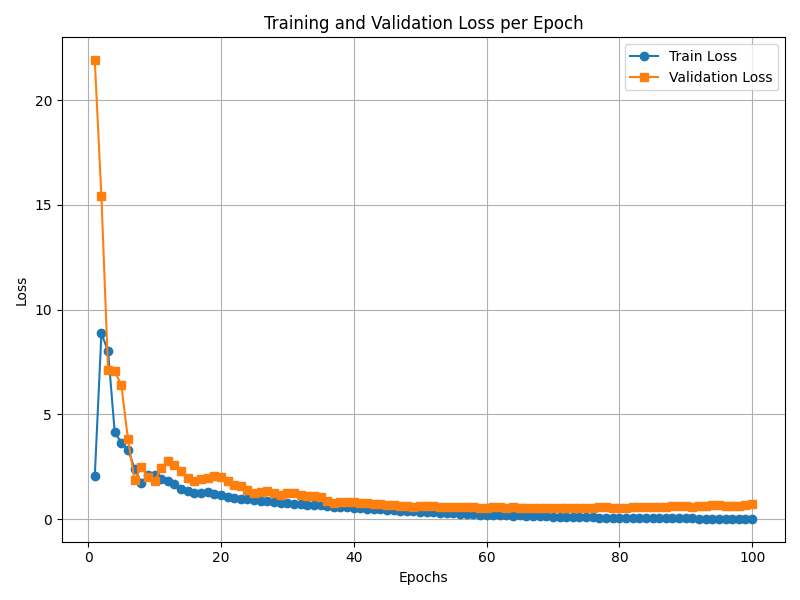 Training and Validation Loss per Epoch
Train Loss
Validation Loss
20
15
10
5
0
Loss
0 20 40 60 80 100
Epochs